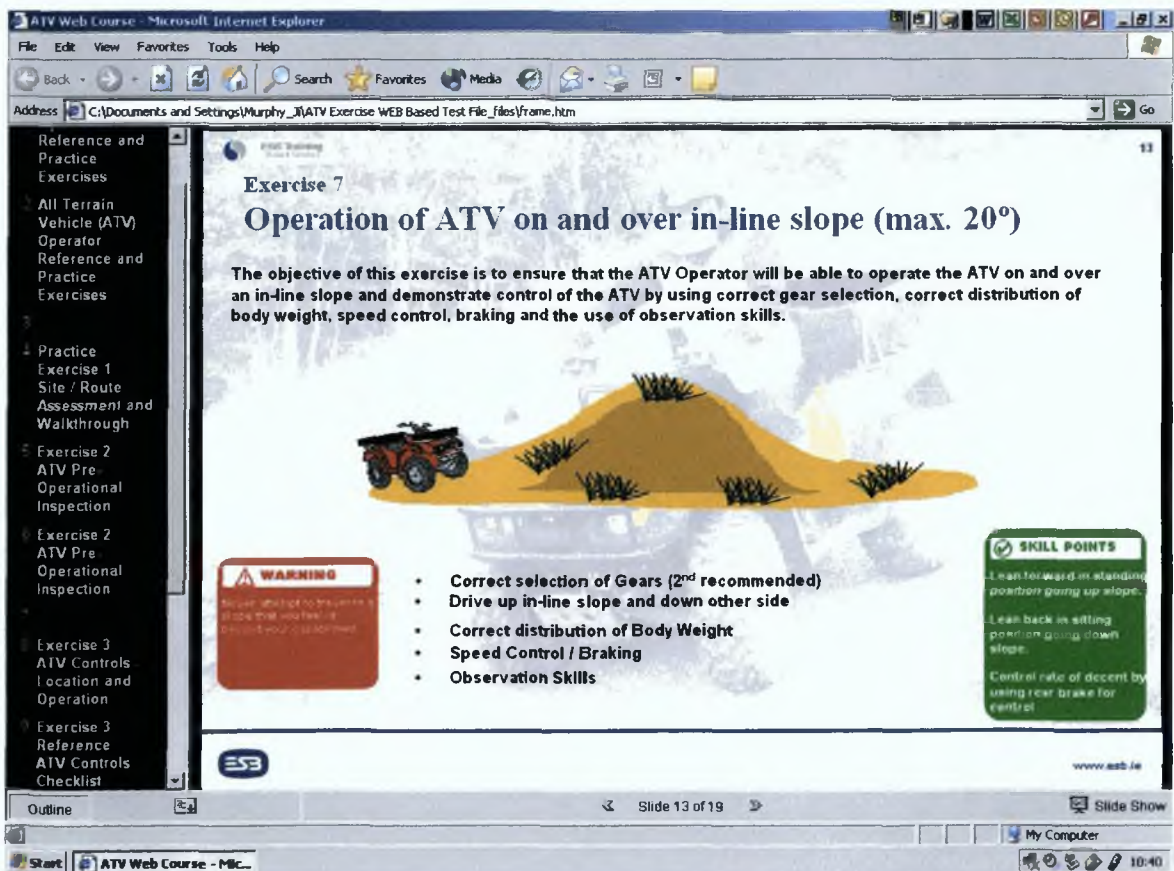 ATV Web Course - Microsoft Internet Explorer
File Edit View Favorites Tools Help
Back Search Favorites Media
Address C:\Documents and Settings\Murphy_Ji\ATV Exercise WEB Based Test File_files\frame.htm Go
Reference and
Practice
Exercises
All Terrain
Vehicle (ATV)
Operator
Reference and
Practice
Exercises
3
4 Practice
Exercise 1
Site / Route
Assessment and
Walkthrough
5 Exercise 2
ATV Pre
Operational
Inspection
6 Exercise 2
ATV Pre
Operational
Inspection
Exercise 3
ATV Controls
Location and
Operation
9 Exercise 3
Reference
ATV Controls
Checklist
Training
13
Exercise 7
Operation of ATV on and over in-line slope (max. 20º)
The objective of this exercise is to ensure that the ATV Operator will be able to operate the ATV on and over
an in-line slope and demonstrate control of the ATV by using correct gear selection, correct distribution of
body weight, speed control, braking and the use of observation skills.
WARNING
• Correct selection of Gears (2nd recommended)
• Drive up in-line slope and down other side
• Correct distribution of Body Weight
• Speed Control / Braking
• Observation Skills
SKILL POINTS
Lean forward in standing
position going up slope.
Lean back in sitting
position going down
slope.
Control rate of decent by
using rear brake for
control
ESB
www.esb.ie
Outline Slide 13 of 19 Slide Show
My Computer
Start ATV Web Course - Mic... 10:40